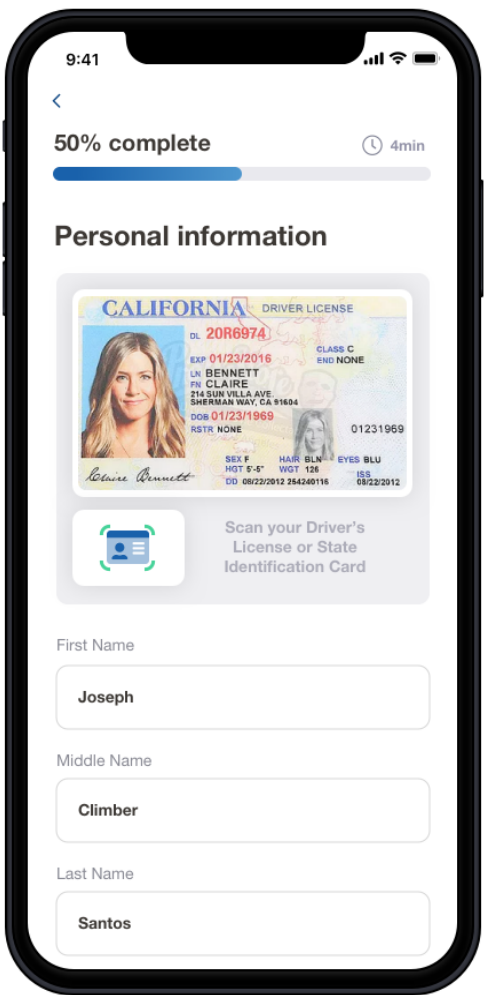 9:41
50% complete
4min
Personal information
CALIFORNIA DRIVER LICENSE
DL 20R6974
EXP 01/23/2016
CLASS C
END NONE
LN BENNETT
FN CLAIRE
214 SUN VILLA AVE.
SHERMAN WAY, CA 91604
DOB 01/23/1969
RSTR NONE
01231969
SEX F HAIR BLN EYES BLU
HGT 5'-5" WGT 126
ISS
DD 08/22/2012 264240116 08/22/2012
Claire Bennett
Scan your Driver's
License or State
Identification Card
First Name
Joseph
Middle Name
Climber
Last Name
Santos